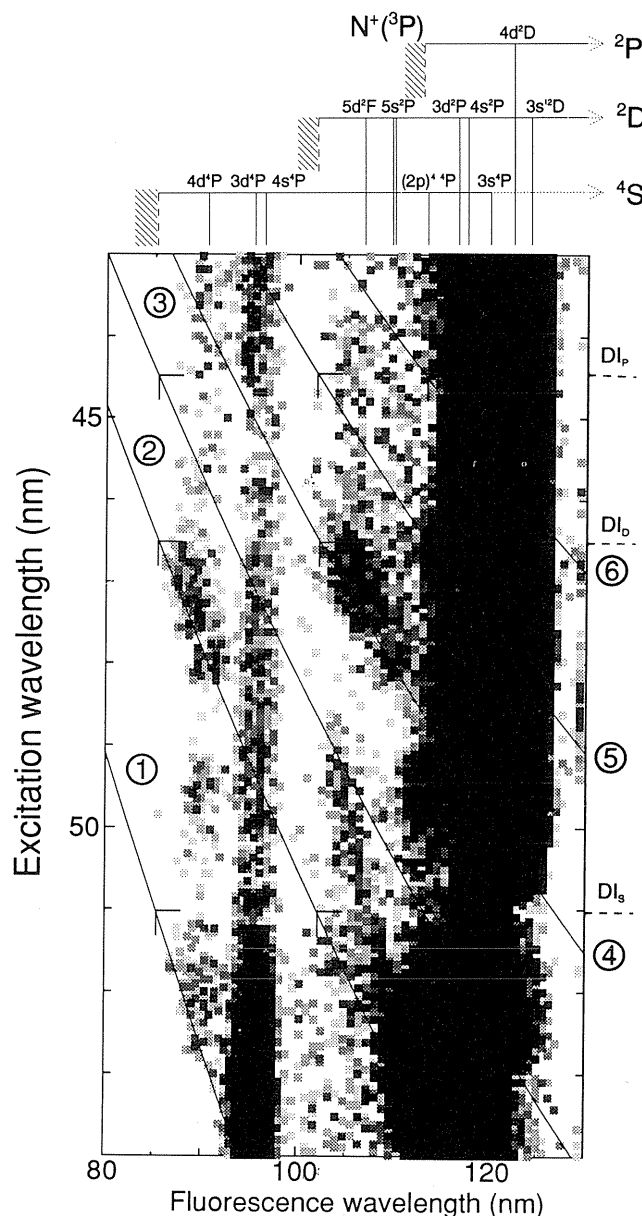 N⁺(³P)
4d²D
²P
5d²F 5s²P 3d²P 4s²P 3s'²D
²D
4d⁴P 3d⁴P 4s⁴P (2p)⁴ ⁴P 3s⁴P
⁴S
③
DI_P
45
②
DI_D
⑥
Excitation wavelength (nm)
①
⑤
50
DI_S
④
80 100 120
Fluorescence wavelength (nm)